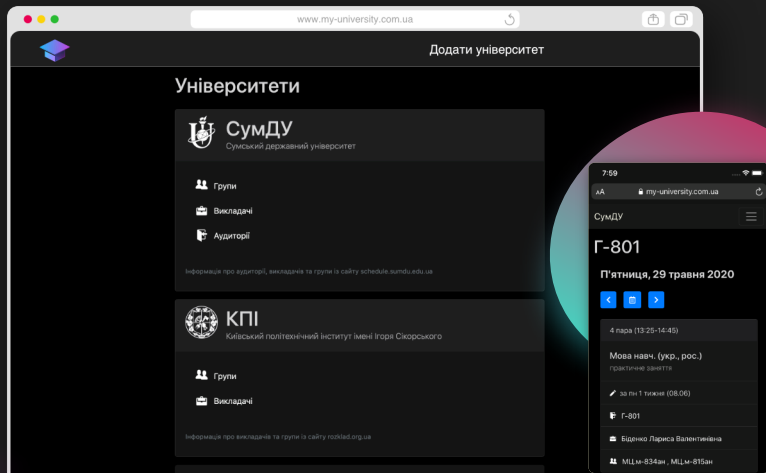 www.my-university.com.ua
Додати університет
Університети
СумДУ
Сумський державний університет
Групи
Викладачі
Аудиторії
Інформація про аудиторії, викладачів та групи із сайту schedule.sumdu.edu.ua
КПІ
Київський політехнічний інститут імені Ігоря Сікорського
Групи
Викладачі
Інформація про викладачів та групи із сайту rozklad.org.ua
7:59
AA my-university.com.ua
СумДУ
Г-801
П'ятниця, 29 травня 2020
4 пара (13:25-14:45)
Мова навч. (укр., рос.)
практичне заняття
за пн 1 тижня (08.06)
Г-801
Біденко Лариса Валентинівна
МЦ.м-834ан , МЦ.м-815ан